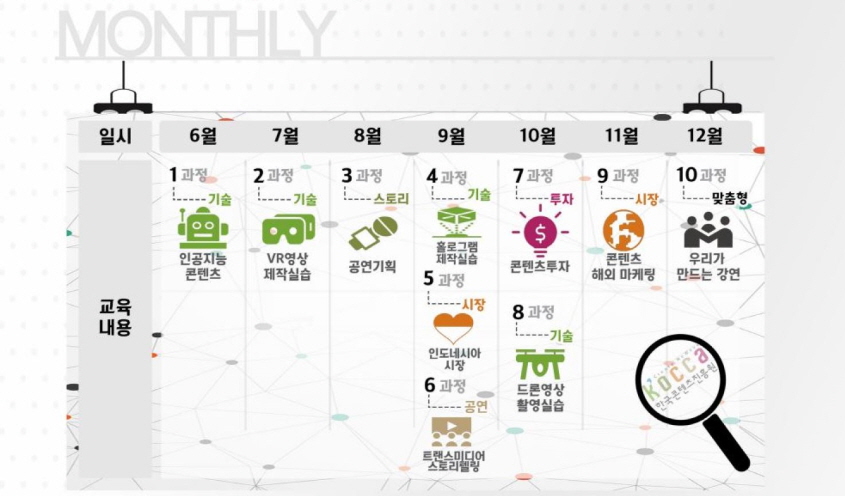 MONTHLY
일시 6월 7월 8월 9월 10월 11월 12월
교육
내용
1 과정
기술
인공지능
콘텐츠
2 과정
기술
VR영상
제작실습
3 과정
스토리
공연기획
4 과정
기술
홀로그램
제작실습
5 과정
시장
인도네시아
시장
6 과정
공연
트랜스미디어
스토리텔링
7 과정
투자
$
콘텐츠투자
8 과정
기술
드론영상
촬영실습
9 과정
시장
콘텐츠
해외 마케팅
10 과정
맞춤형
우리가
만드는 강연
Kocca
한국콘텐츠진흥원